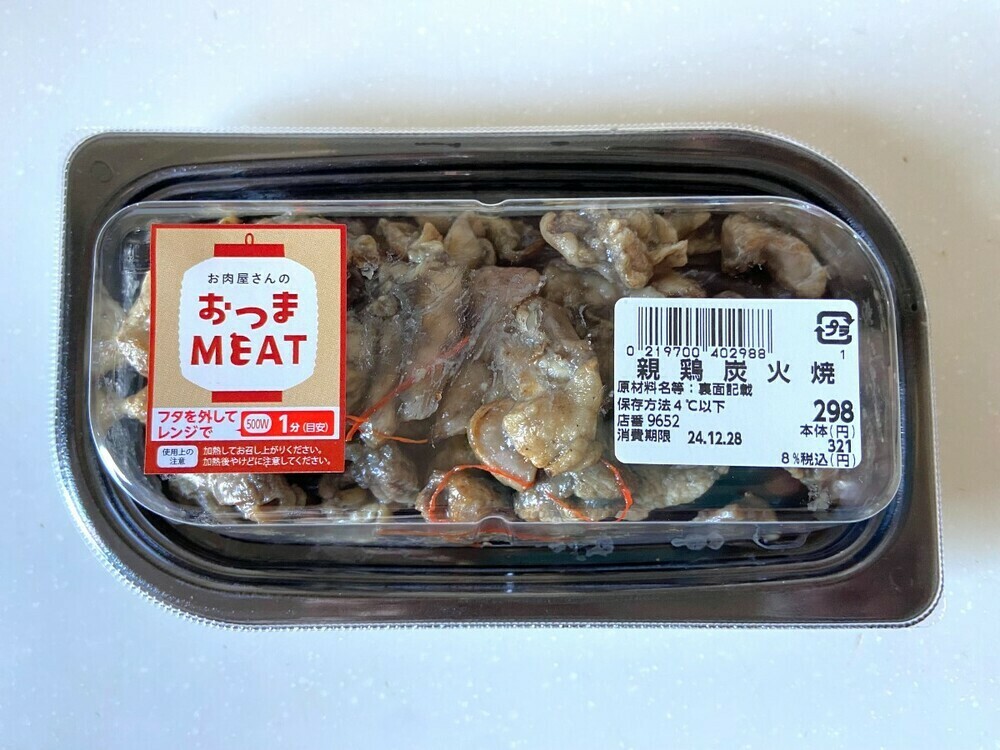 お肉屋さんの
おつま
MEAT
フタを外して
レンジで
500W 1分(目安)
使用上の
注意
加熱してお召し上がりください。
加熱後やけどに注意してください。
0 219700 402988
プラ
1
親鶏炭火焼
原材料名等:裏面記載
保存方法4℃以下
店番9652
消費期限 24.12.28
298
本体(円)
321
8%税込(円)